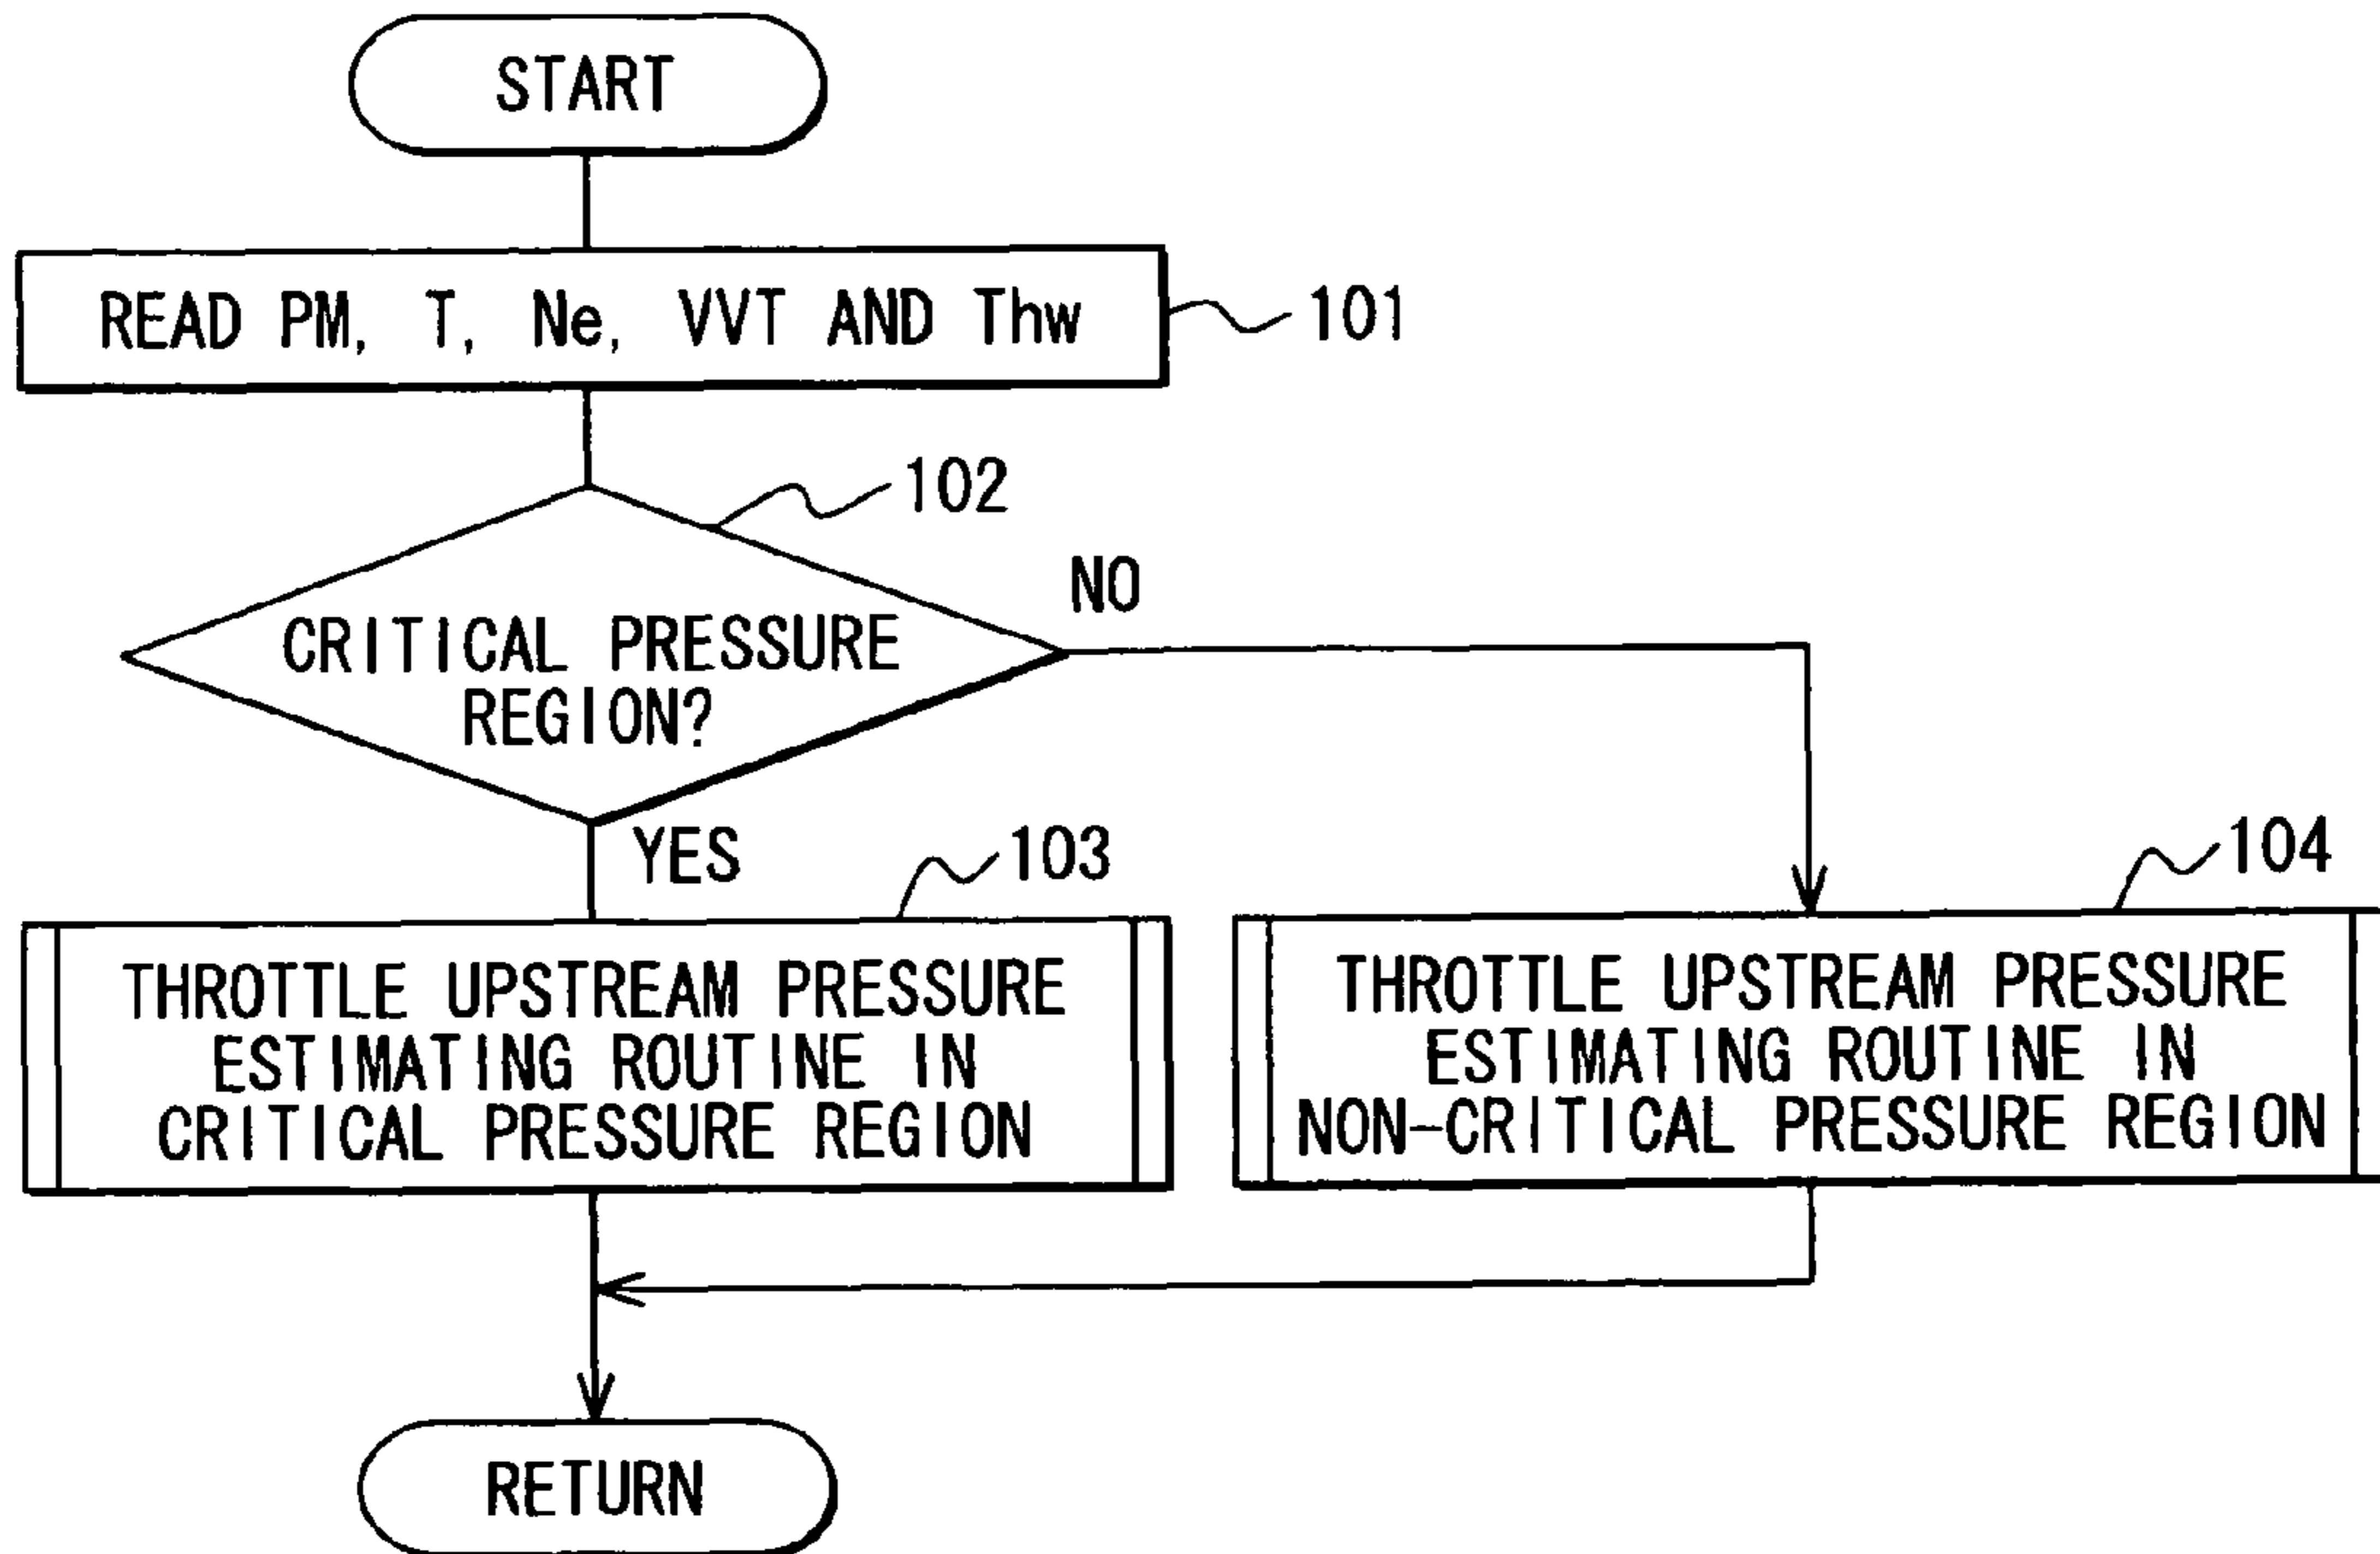 START
READ PM, T, Ne, VVT AND Thw
101
102
CRITICAL PRESSURE
REGION?
NO
YES
103
THROTTLE UPSTREAM PRESSURE
ESTIMATING ROUTINE IN
CRITICAL PRESSURE REGION
104
THROTTLE UPSTREAM PRESSURE
ESTIMATING ROUTINE IN
NON-CRITICAL PRESSURE REGION
RETURN